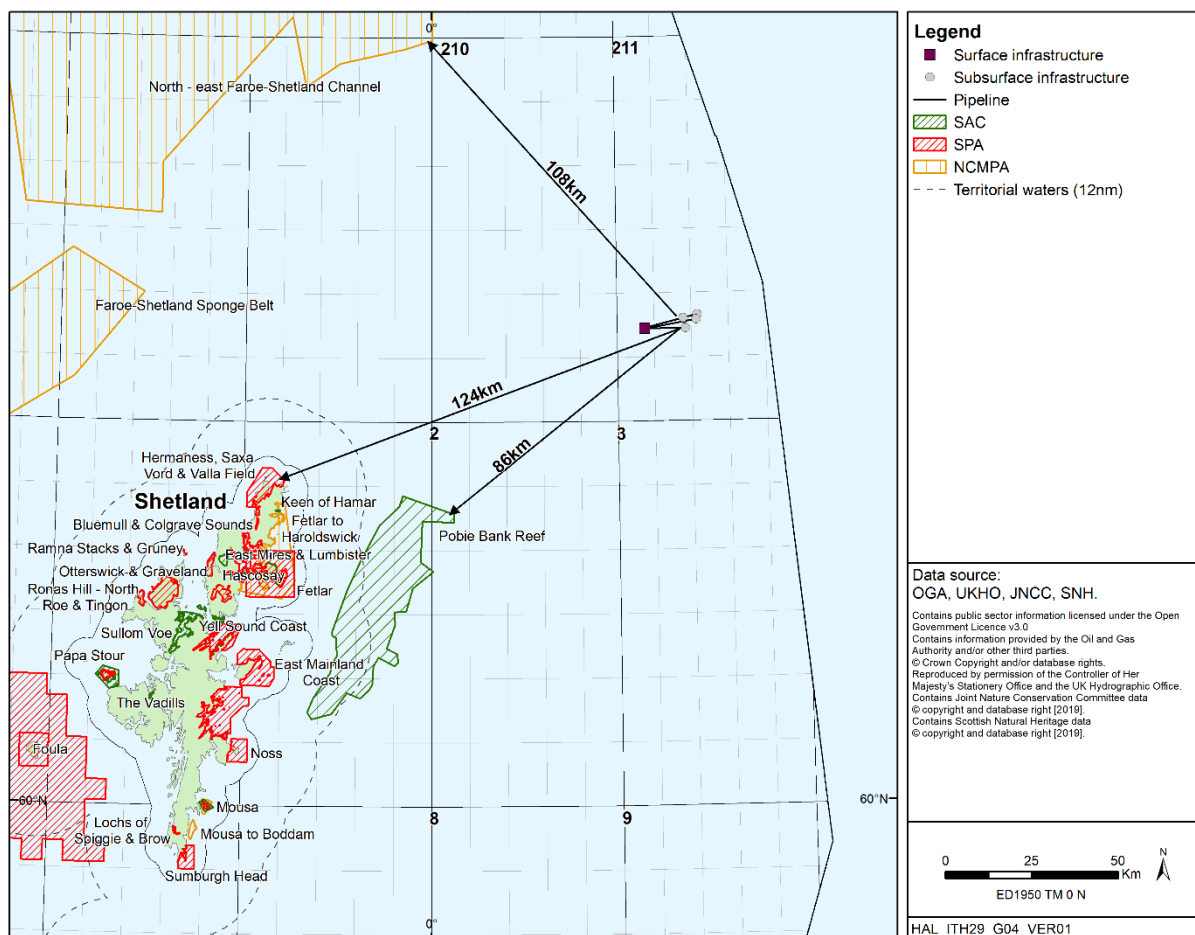 0°
210
211
North - east Faroe-Shetland Channel
108km
Faroe-Shetland Sponge Belt
124km
2
3
86km
Hermaness, Saxa
Vord & Valla Field
Shetland
Keen of Hamar
Bluemull & Colgrave Sounds
Fetlar to
Haroldswick
Pobie Bank Reef
Ramna Stacks & Gruney
East Mires & Lumbister
Otterswick & Graveland
Hascosay
Ronas Hill - North
Roe & Tingon
Fetlar
Sullom Voe
Yell Sound Coast
Papa Stour
East Mainland
Coast
The Vadills
Foula
Noss
60°N
60°N
Mousa
8
9
Lochs of
Spiggie & Brow
Mousa to Boddam
Sumburgh Head
0°
Legend
Surface infrastructure
Subsurface infrastructure
Pipeline
SAC
SPA
NCMPA
Territorial waters (12nm)
Data source:
OGA, UKHO, JNCC, SNH.
Contains public sector information licensed under the Open
Government Licence v3.0
Contains information provided by the Oil and Gas
Authority and/or other third parties.
© Crown Copyright and/or database rights.
Reproduced by permission of the Controller of Her
Majesty's Stationery Office and the UK Hydrographic Office.
Contains Joint Nature Conservation Committee data
© copyright and database right [2019].
Contains Scottish Natural Heritage data
© copyright and database right [2019].
0 25 50
Km
N
ED1950 TM 0 N
HAL_ITH29_G04_VER01